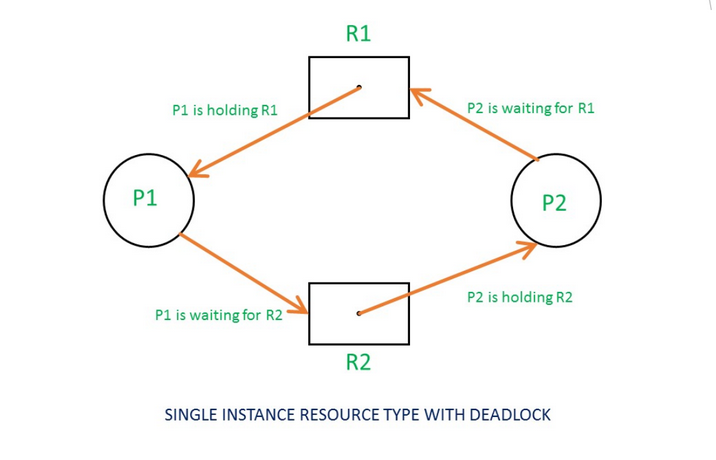 R1
P1 is holding R1
P2 is waiting for R1
P1
P2
P1 is waiting for R2
P2 is holding R2
R2
SINGLE INSTANCE RESOURCE TYPE WITH DEADLOCK